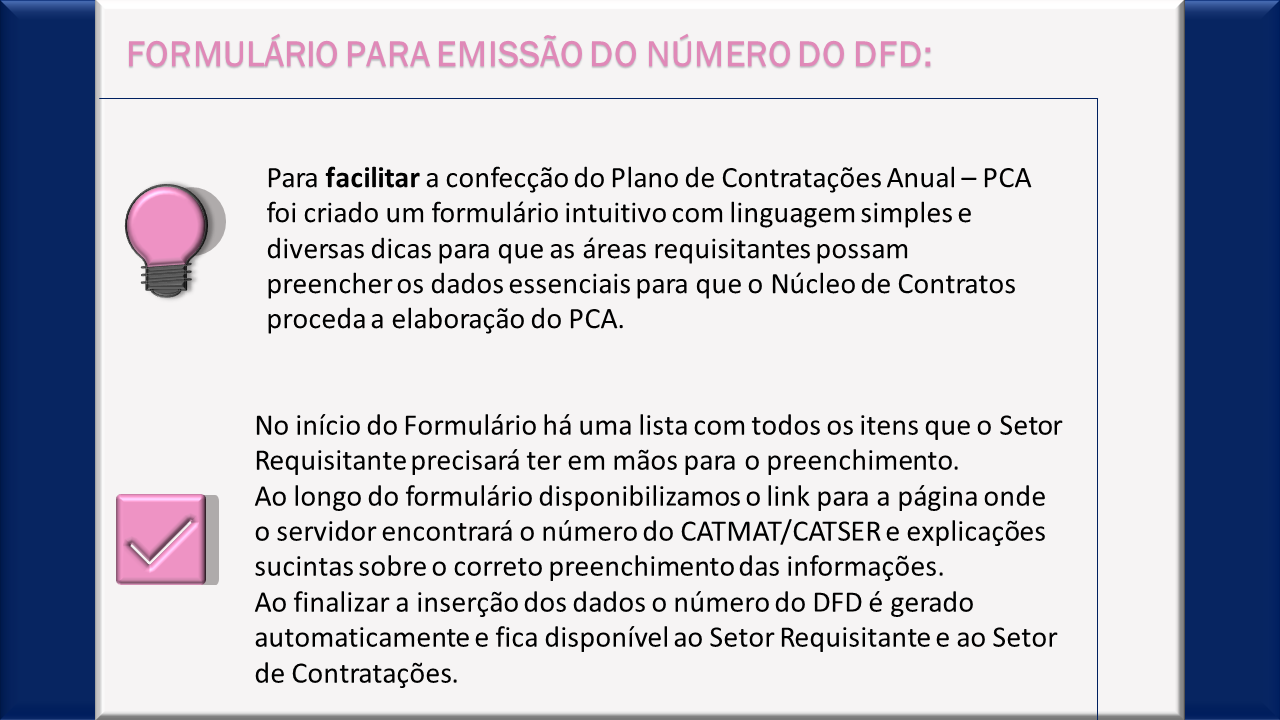 FORMULÁRIO PARA EMISSÃO DO NÚMERO DO DFD:
Para facilitar a confecção do Plano de Contratações Anual – PCA
foi criado um formulário intuitivo com linguagem simples e
diversas dicas para que as áreas requisitantes possam
preencher os dados essenciais para que o Núcleo de Contratos
proceda a elaboração do PCA.
No início do Formulário há uma lista com todos os itens que o Setor
Requisitante precisará ter em mãos para o preenchimento.
Ao longo do formulário disponibilizamos o link para a página onde
o servidor encontrará o número do CATMAT/CATSER e explicações
sucintas sobre o correto preenchimento das informações.
Ao finalizar a inserção dos dados o número do DFD é gerado
automaticamente e fica disponível ao Setor Requisitante e ao Setor
de Contratações.